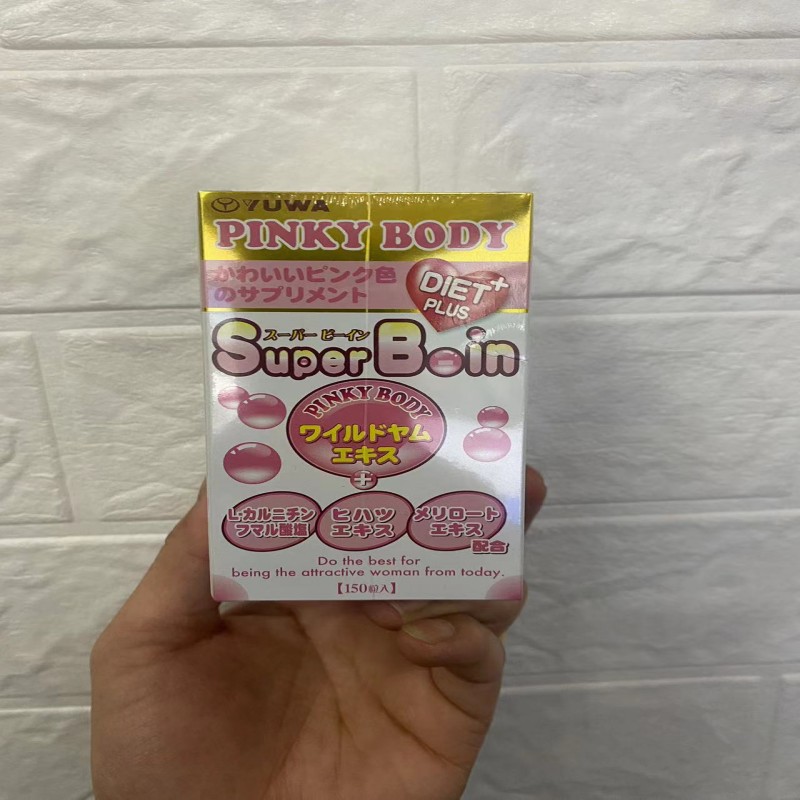 YUWA
PINKY BODY
かわいいピンク色
のサプリメント
DIET+
PLUS
スーパー ビーイン
Super B-in
PINKY BODY
ワイルドヤム
エキス
+
L-カルニチン
フマル酸塩
ヒハツ
エキス
メリロート
エキス
配合
Do the best for
being the attractive woman from today.
【150粒入】